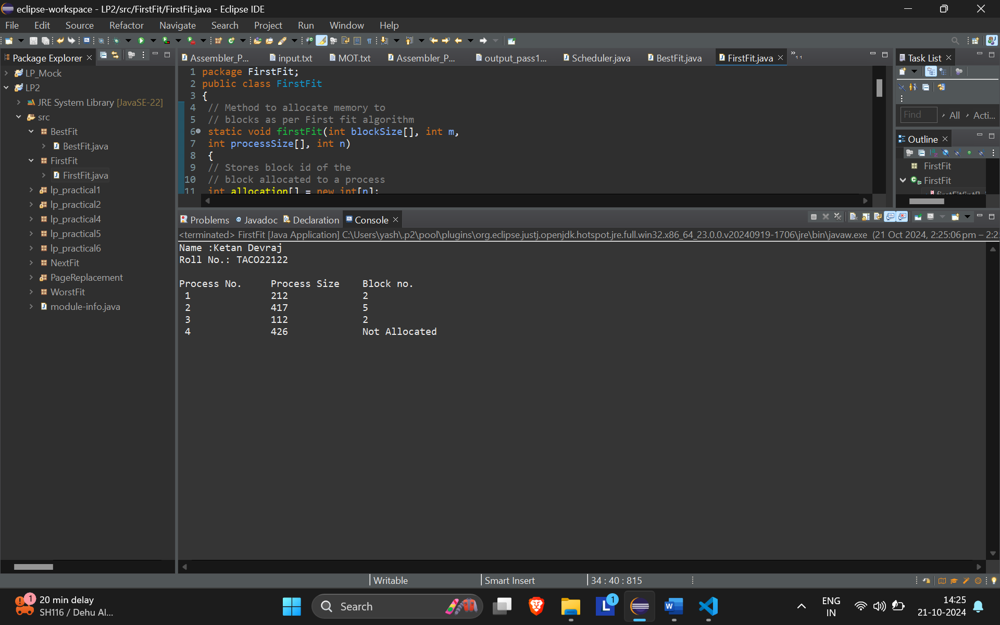 eclipse-workspace - LP2/src/FirstFit/FirstFit.java - Eclipse IDE
File Edit Source Refactor Navigate Search Project Run Window Help
Package Explorer
LP_Mock
LP2
JRE System Library [JavaSE-22]
src
BestFit
BestFit.java
FirstFit
FirstFit.java
lp_practical1
lp_practical2
lp_practical4
lp_practical5
lp_practical6
NextFit
PageReplacement
WorstFit
module-info.java
Assembler_P... input.txt MOT.txt Assembler_P... output_pass1... Scheduler.java BestFit.java FirstFit.java »11
1 package FirstFit;
2 public class FirstFit
3 {
4 // Method to allocate memory to
5 // blocks as per First fit algorithm
6 static void firstFit(int blockSize[], int m,
7 int processSize[], int n)
8 {
9 // Stores block id of the
10 // block allocated to a process
11 int allocation[] = new int[n];
Task List
Find All Acti...
Outline
FirstFit
FirstFit
firstFit(int[],
Problems Javadoc Declaration Console
<terminated> FirstFit [Java Application] C:\Users\yash\.p2\pool\plugins\org.eclipse.justj.openjdk.hotspot.jre.full.win32.x86_64_23.0.0.v20240919-1706\jre\bin\javaw.exe (21 Oct 2024, 2:25:06 pm – 2:2
Name :Ketan Devraj
Roll No.: TACO22122
Process No. Process Size Block no.
1 212 2
2 417 5
3 112 2
4 426 Not Allocated
Writable Smart Insert 34 : 40 : 815
1
20 min delay
SH116 / Dehu Al...
Search
1
ENG
IN
14:25
21-10-2024